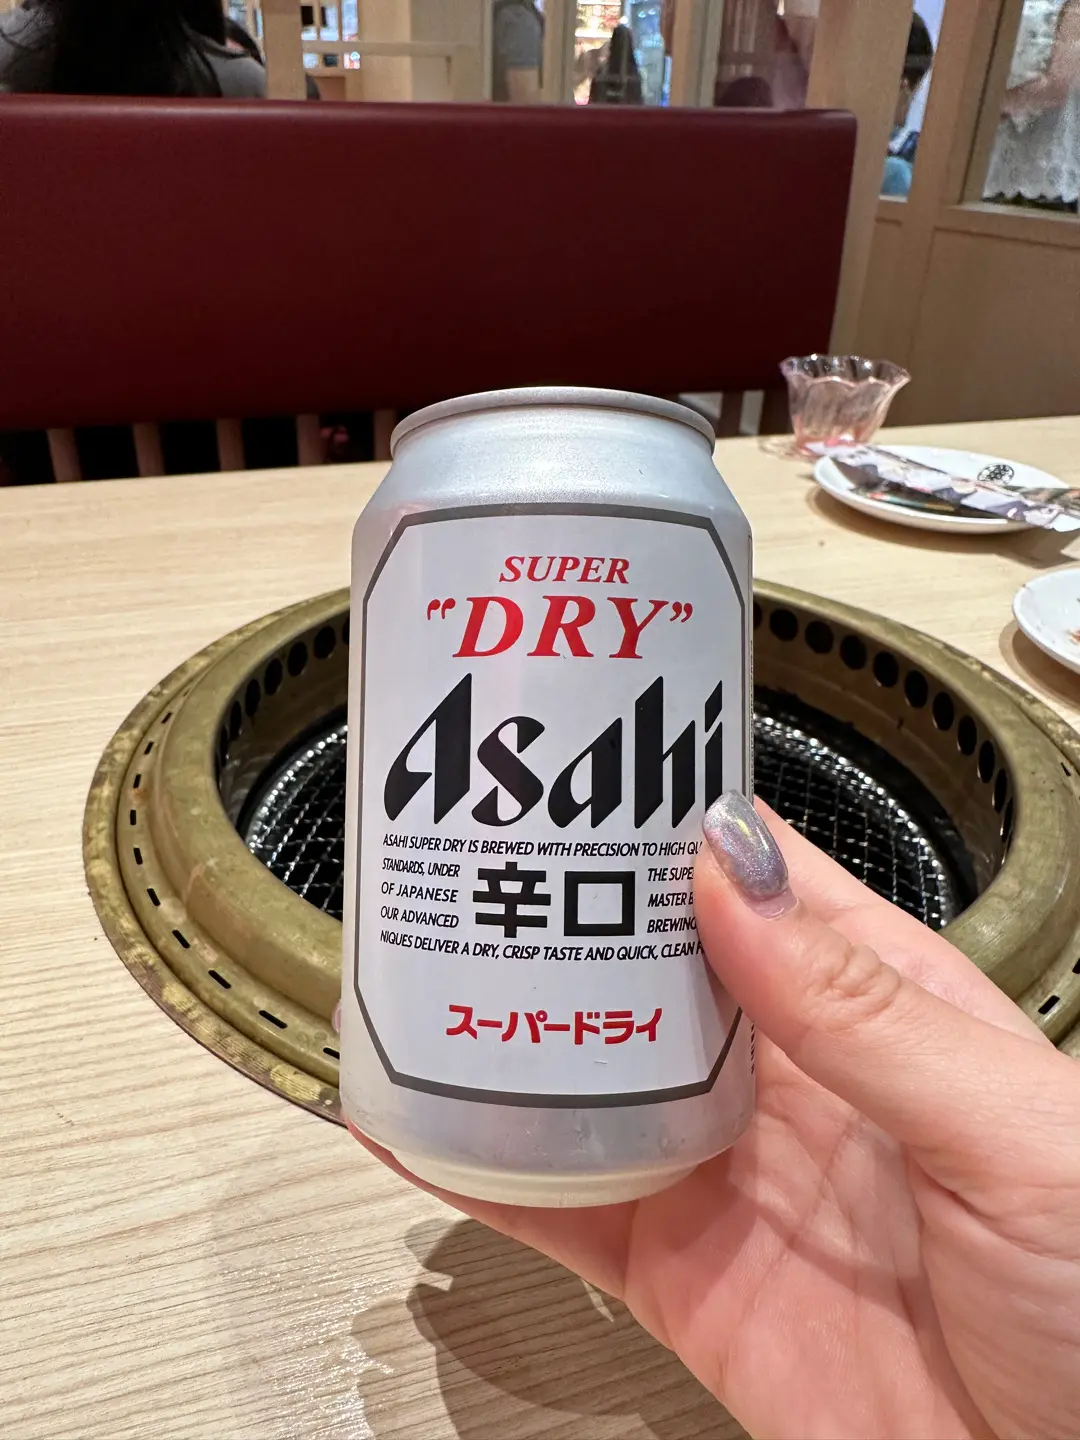 SUPER
"DRY"
Asahi
ASAHI SUPER DRY IS BREWED WITH PRECISION TO HIGH
STANDARDS, UNDER THE
OF JAPANESE MASTER
辛口
OUR ADVANCED BREWING
NIQUES DELIVER A DRY, CRISP TASTE AND QUICK, CLEAN
スーパードライ